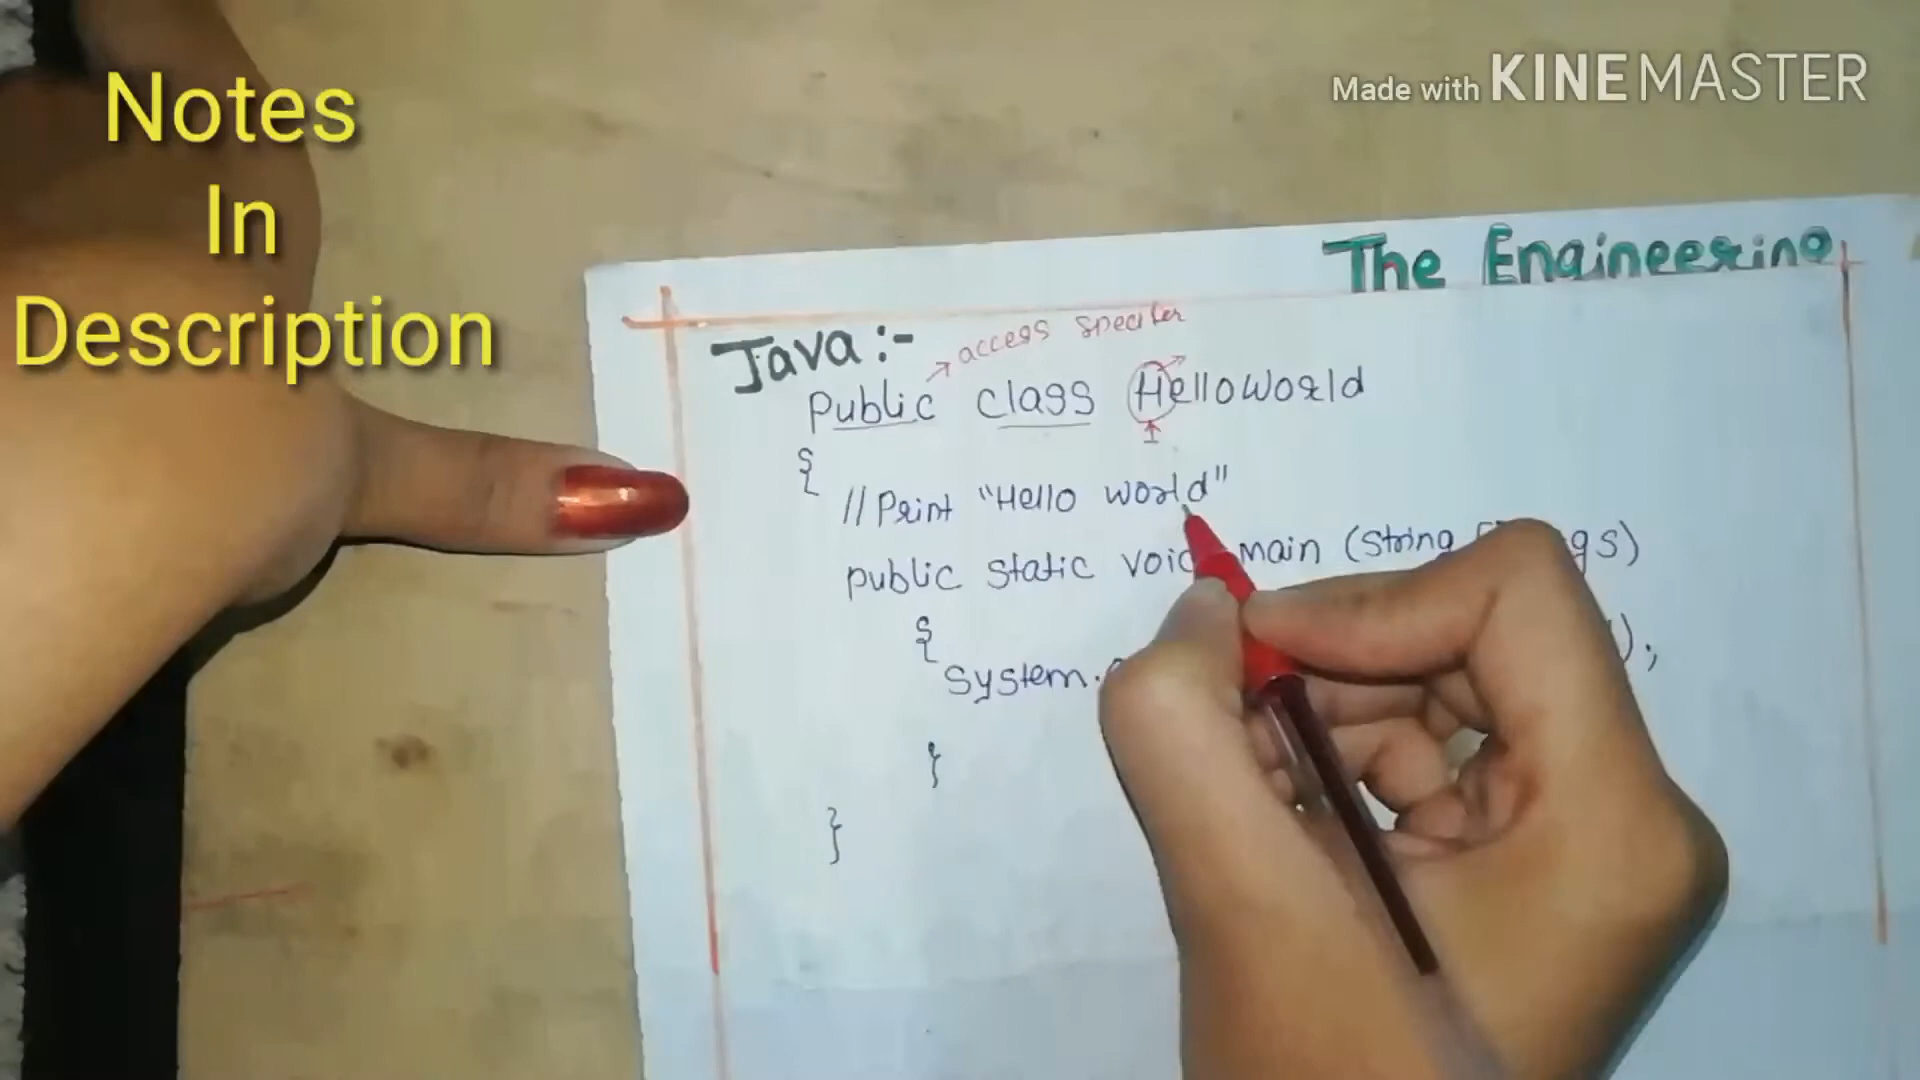 Notes
In
Description
Made with KINEMASTER
The Engineering
Java:-
access specifer
Public class HelloWorld
{
//Print "Hello world"
public static void main (String
{
System.
);
}
}